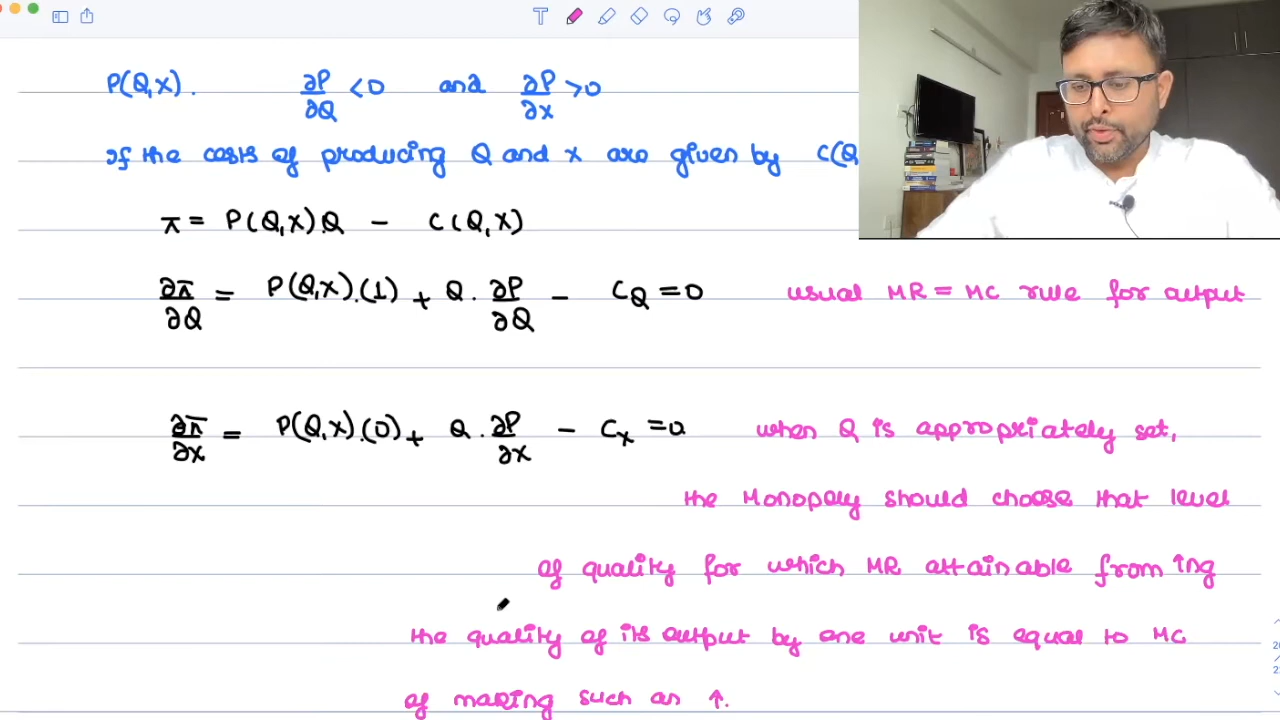 P(Q,X). ∂P/∂Q <0 and ∂P/∂x >0
If the costs of producing Q and x are given by C(Q
π = P(Q,X).Q - C(Q,X)
∂π/∂Q = P(Q,X).(1) + Q. ∂P/∂Q - C_Q = 0 usual MR = MC rule for output
∂π/∂x = P(Q,X).(0) + Q. ∂P/∂x - C_x = 0 when Q is appropriately set,
the Monopoly should choose that level
of quality for which MR attainable from ↑ing
the quality of its output by one unit is equal to MC
of making such an ↑.